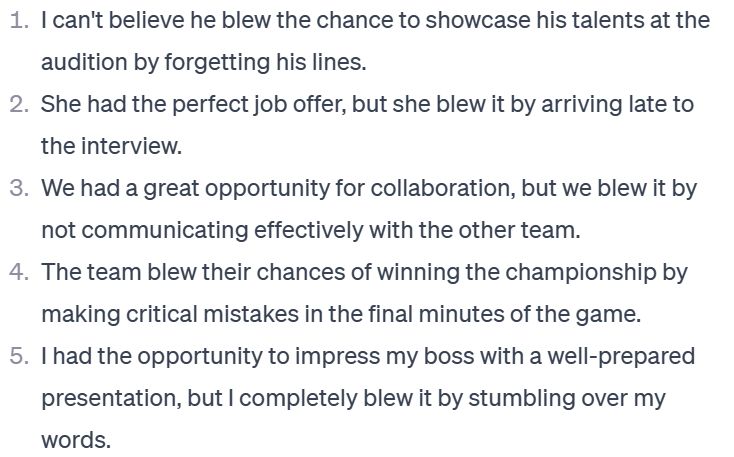 1. I can't believe he blew the chance to showcase his talents at the
audition by forgetting his lines.
2. She had the perfect job offer, but she blew it by arriving late to
the interview.
3. We had a great opportunity for collaboration, but we blew it by
not communicating effectively with the other team.
4. The team blew their chances of winning the championship by
making critical mistakes in the final minutes of the game.
5. I had the opportunity to impress my boss with a well-prepared
presentation, but I completely blew it by stumbling over my
words.